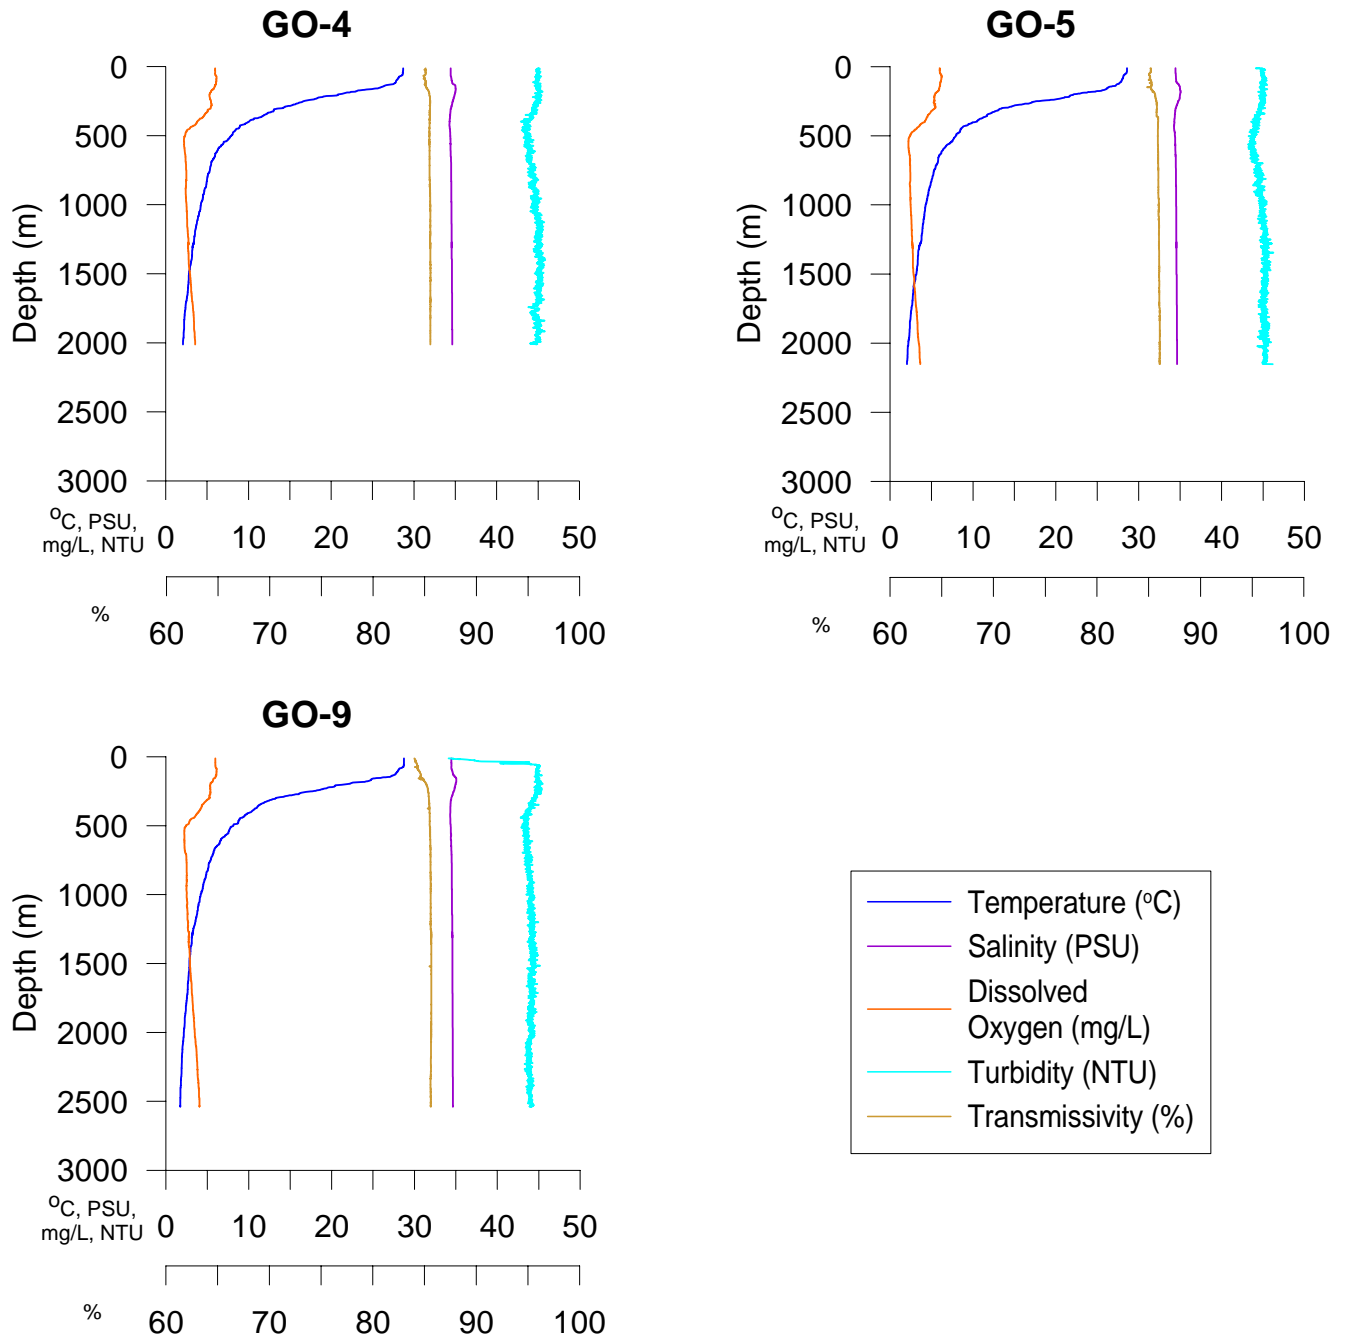 GO-4
0
500
1000
1500
2000
2500
3000
Depth (m)
°C, PSU,
mg/L, NTU
0 10 20 30 40 50
%
60 70 80 90 100
GO-5
0
500
1000
1500
2000
2500
3000
Depth (m)
°C, PSU,
mg/L, NTU
0 10 20 30 40 50
%
60 70 80 90 100
GO-9
0
500
1000
1500
2000
2500
3000
Depth (m)
°C, PSU,
mg/L, NTU
0 10 20 30 40 50
%
60 70 80 90 100
Temperature (°C)
Salinity (PSU)
Dissolved
Oxygen (mg/L)
Turbidity (NTU)
Transmissivity (%)